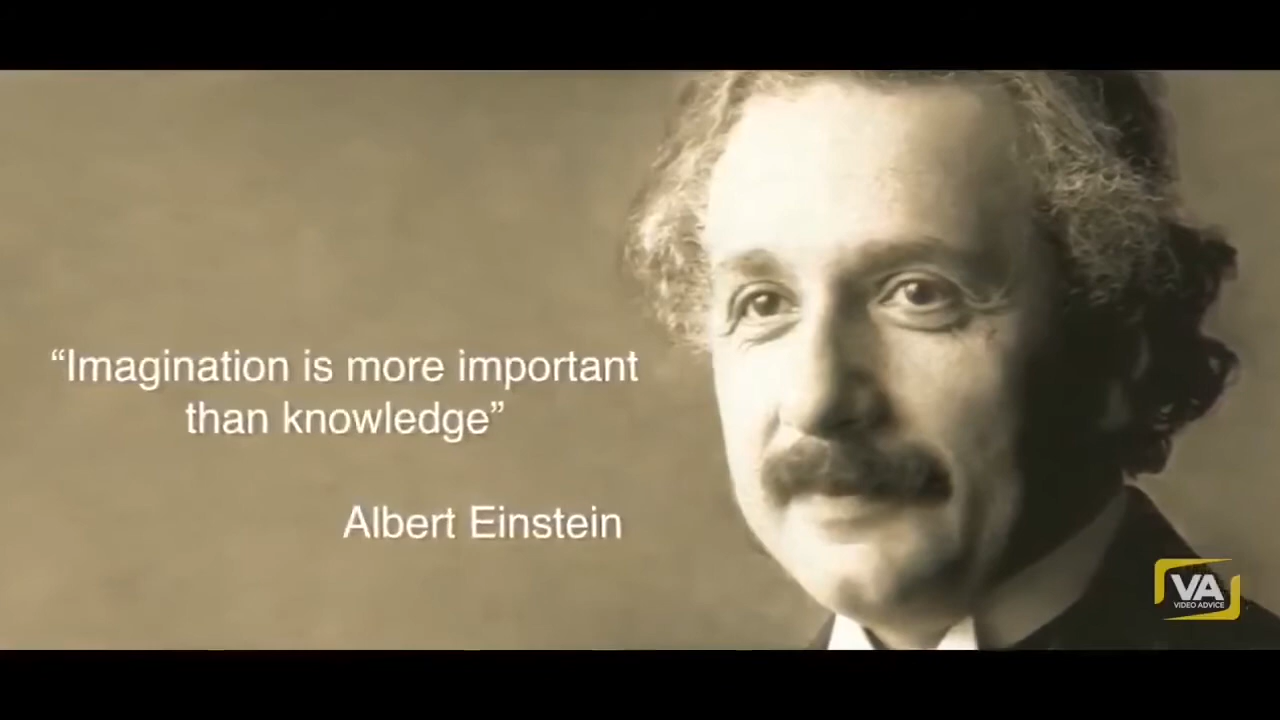 “Imagination is more important
than knowledge”
Albert Einstein
VA
VIDEO ADVICE